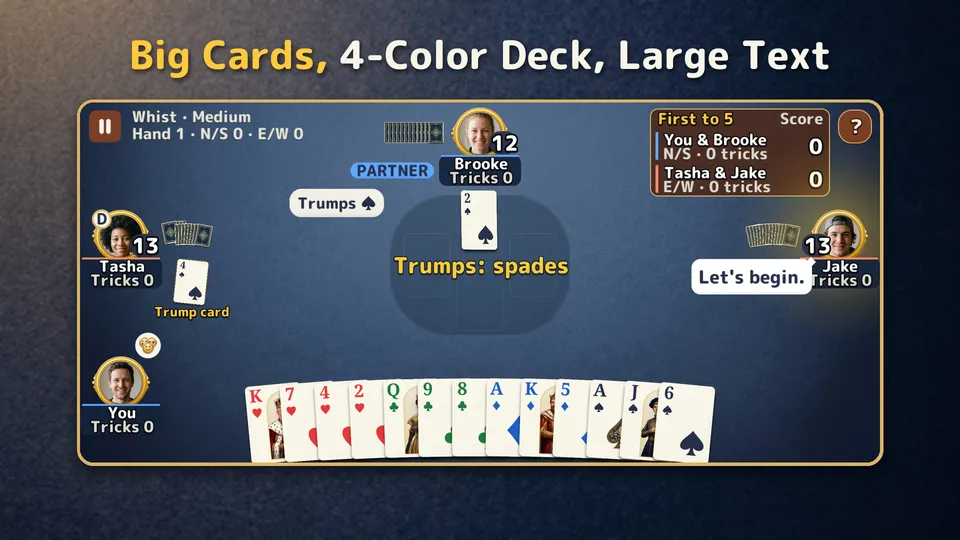 Big Cards, 4-Color Deck, Large Text
Whist · Medium
Hand 1 · N/S 0 · E/W 0
12
Brooke
Tricks 0
PARTNER
First to 5 Score
You & Brooke 0
N/S · 0 tricks
Tasha & Jake 0
E/W · 0 tricks
?
Trumps ♠
2
Trumps: spades
D
13
Tasha
Tricks 0
4
Trump card
13
Jake
Tricks 0
Let's begin.
You
Tricks 0
K 7 4 2 Q 9 8 A K 5 A J 6